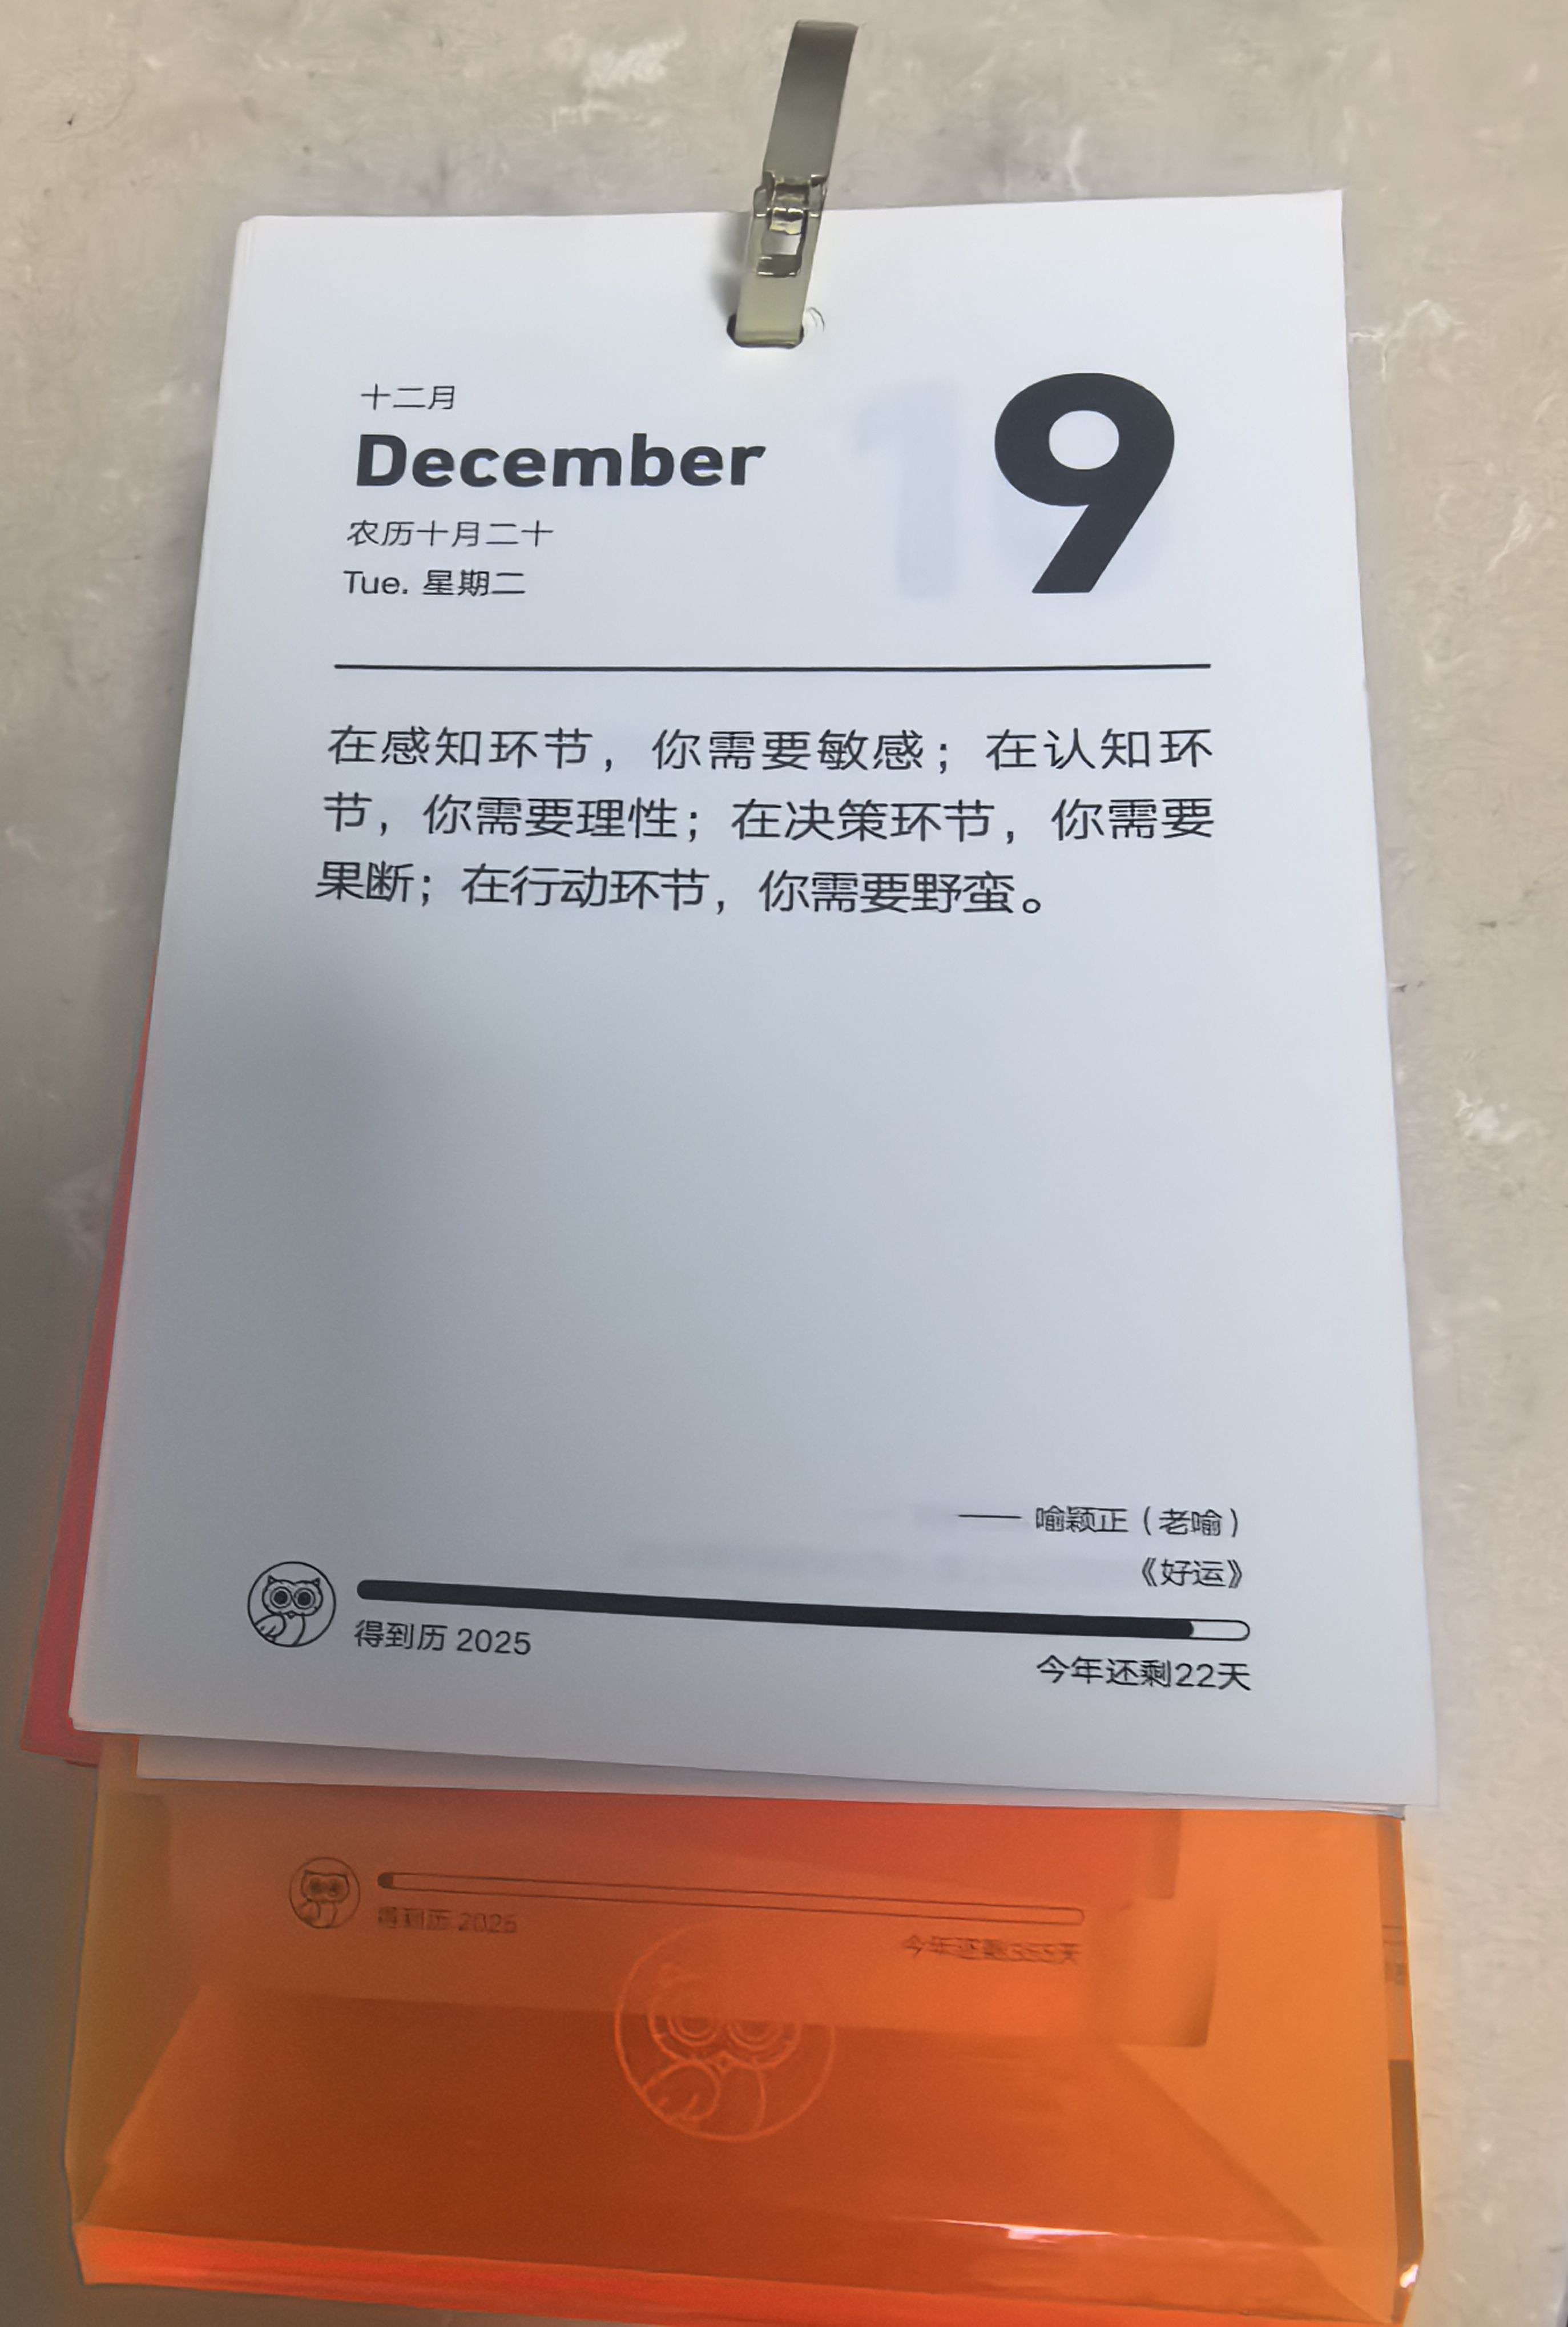 十二月
December
9
农历十月二十
Tue. 星期二
在感知环节，你需要敏感；在认知环
节，你需要理性；在决策环节，你需要
果断；在行动环节，你需要野蛮。
—— 喻颖正（老喻）
《好运》
得到历 2025
今年还剩22天
得到历 2025